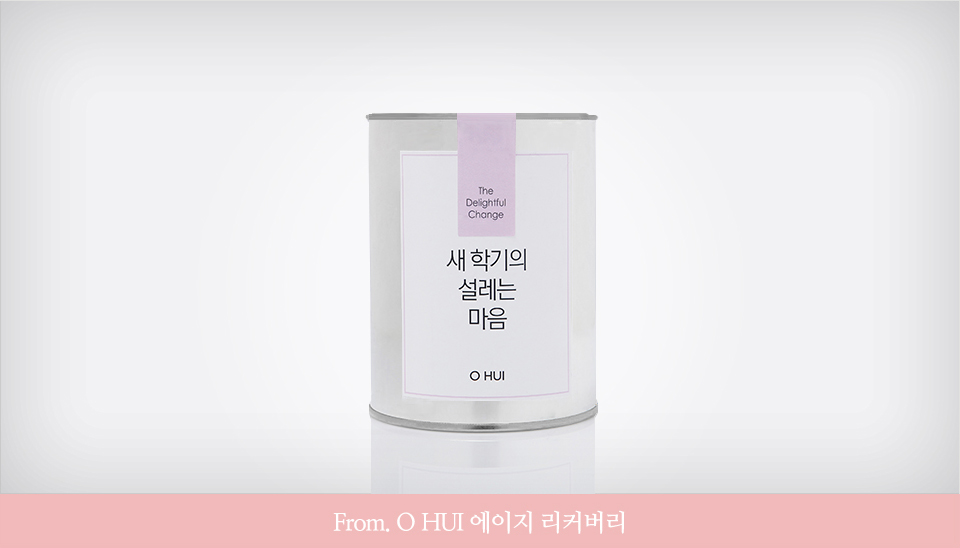 The
Delightful
Change
새 학기의
설레는
마음
O HUI
From. O HUI 에이지 리커버리